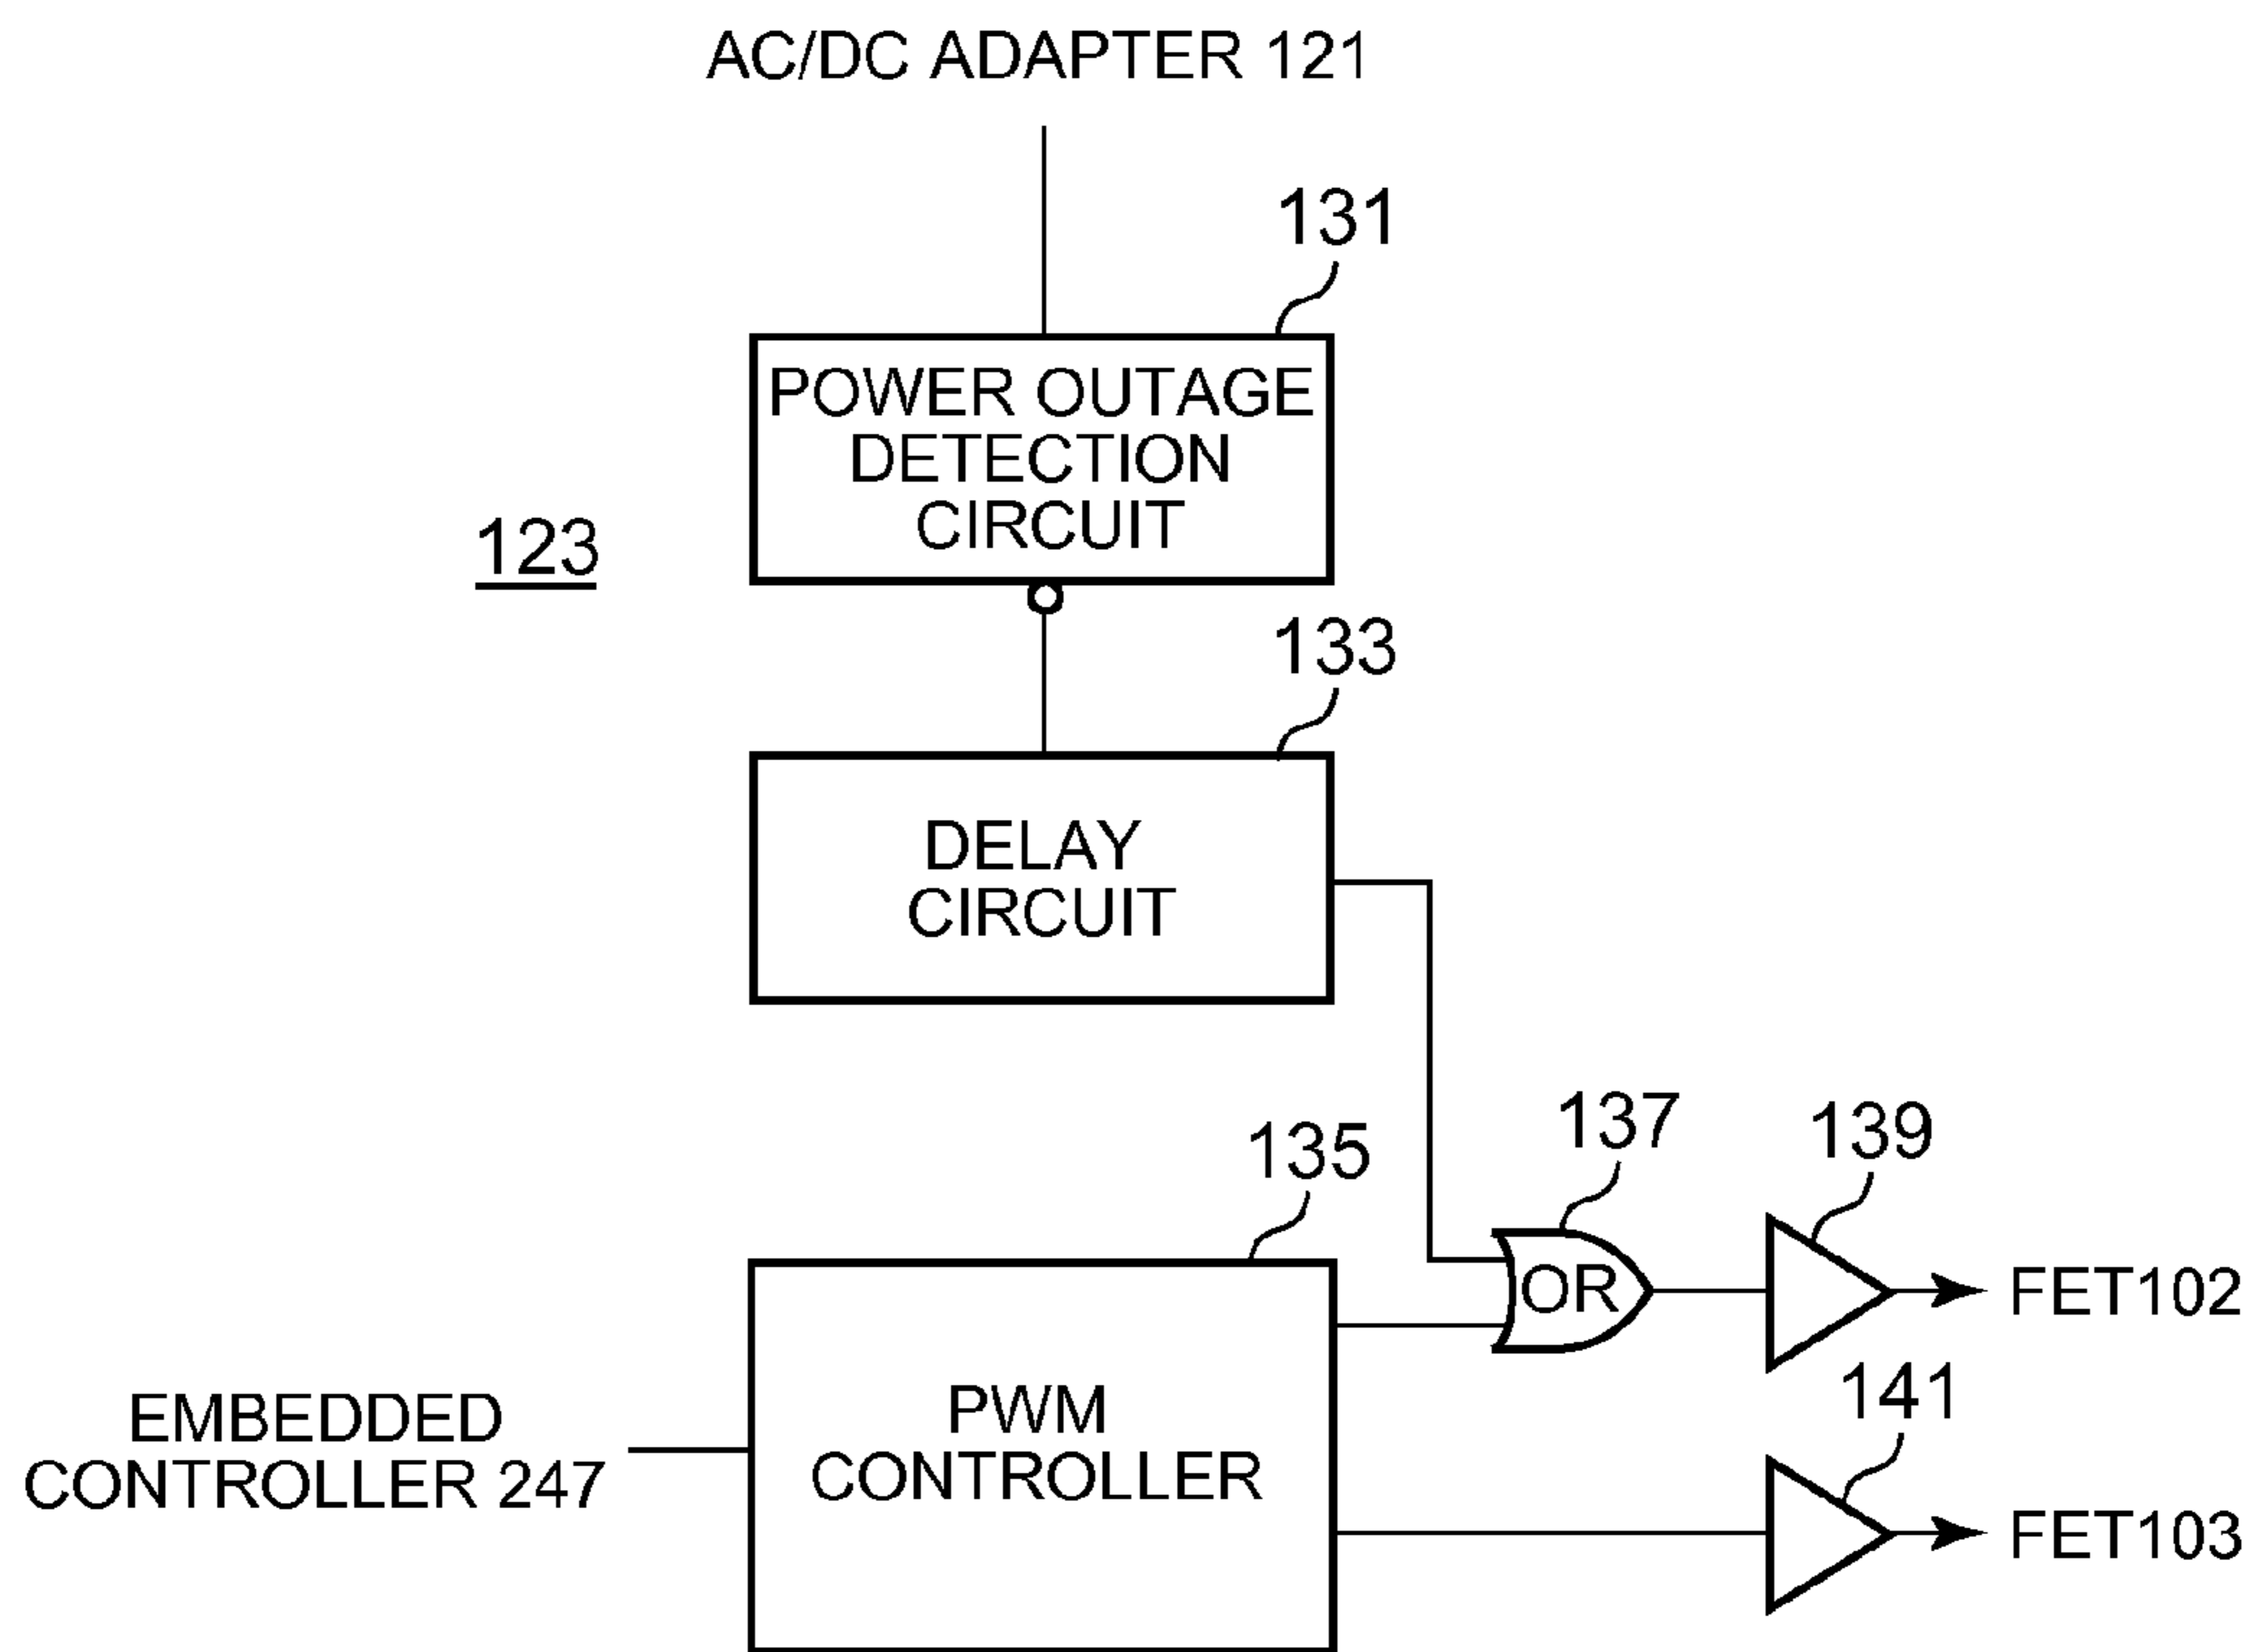 AC/DC ADAPTER 121
131
POWER OUTAGE
DETECTION
CIRCUIT
123
133
DELAY
CIRCUIT
137
139
135
OR
FET102
141
PWM
CONTROLLER
EMBEDDED
CONTROLLER 247
FET103